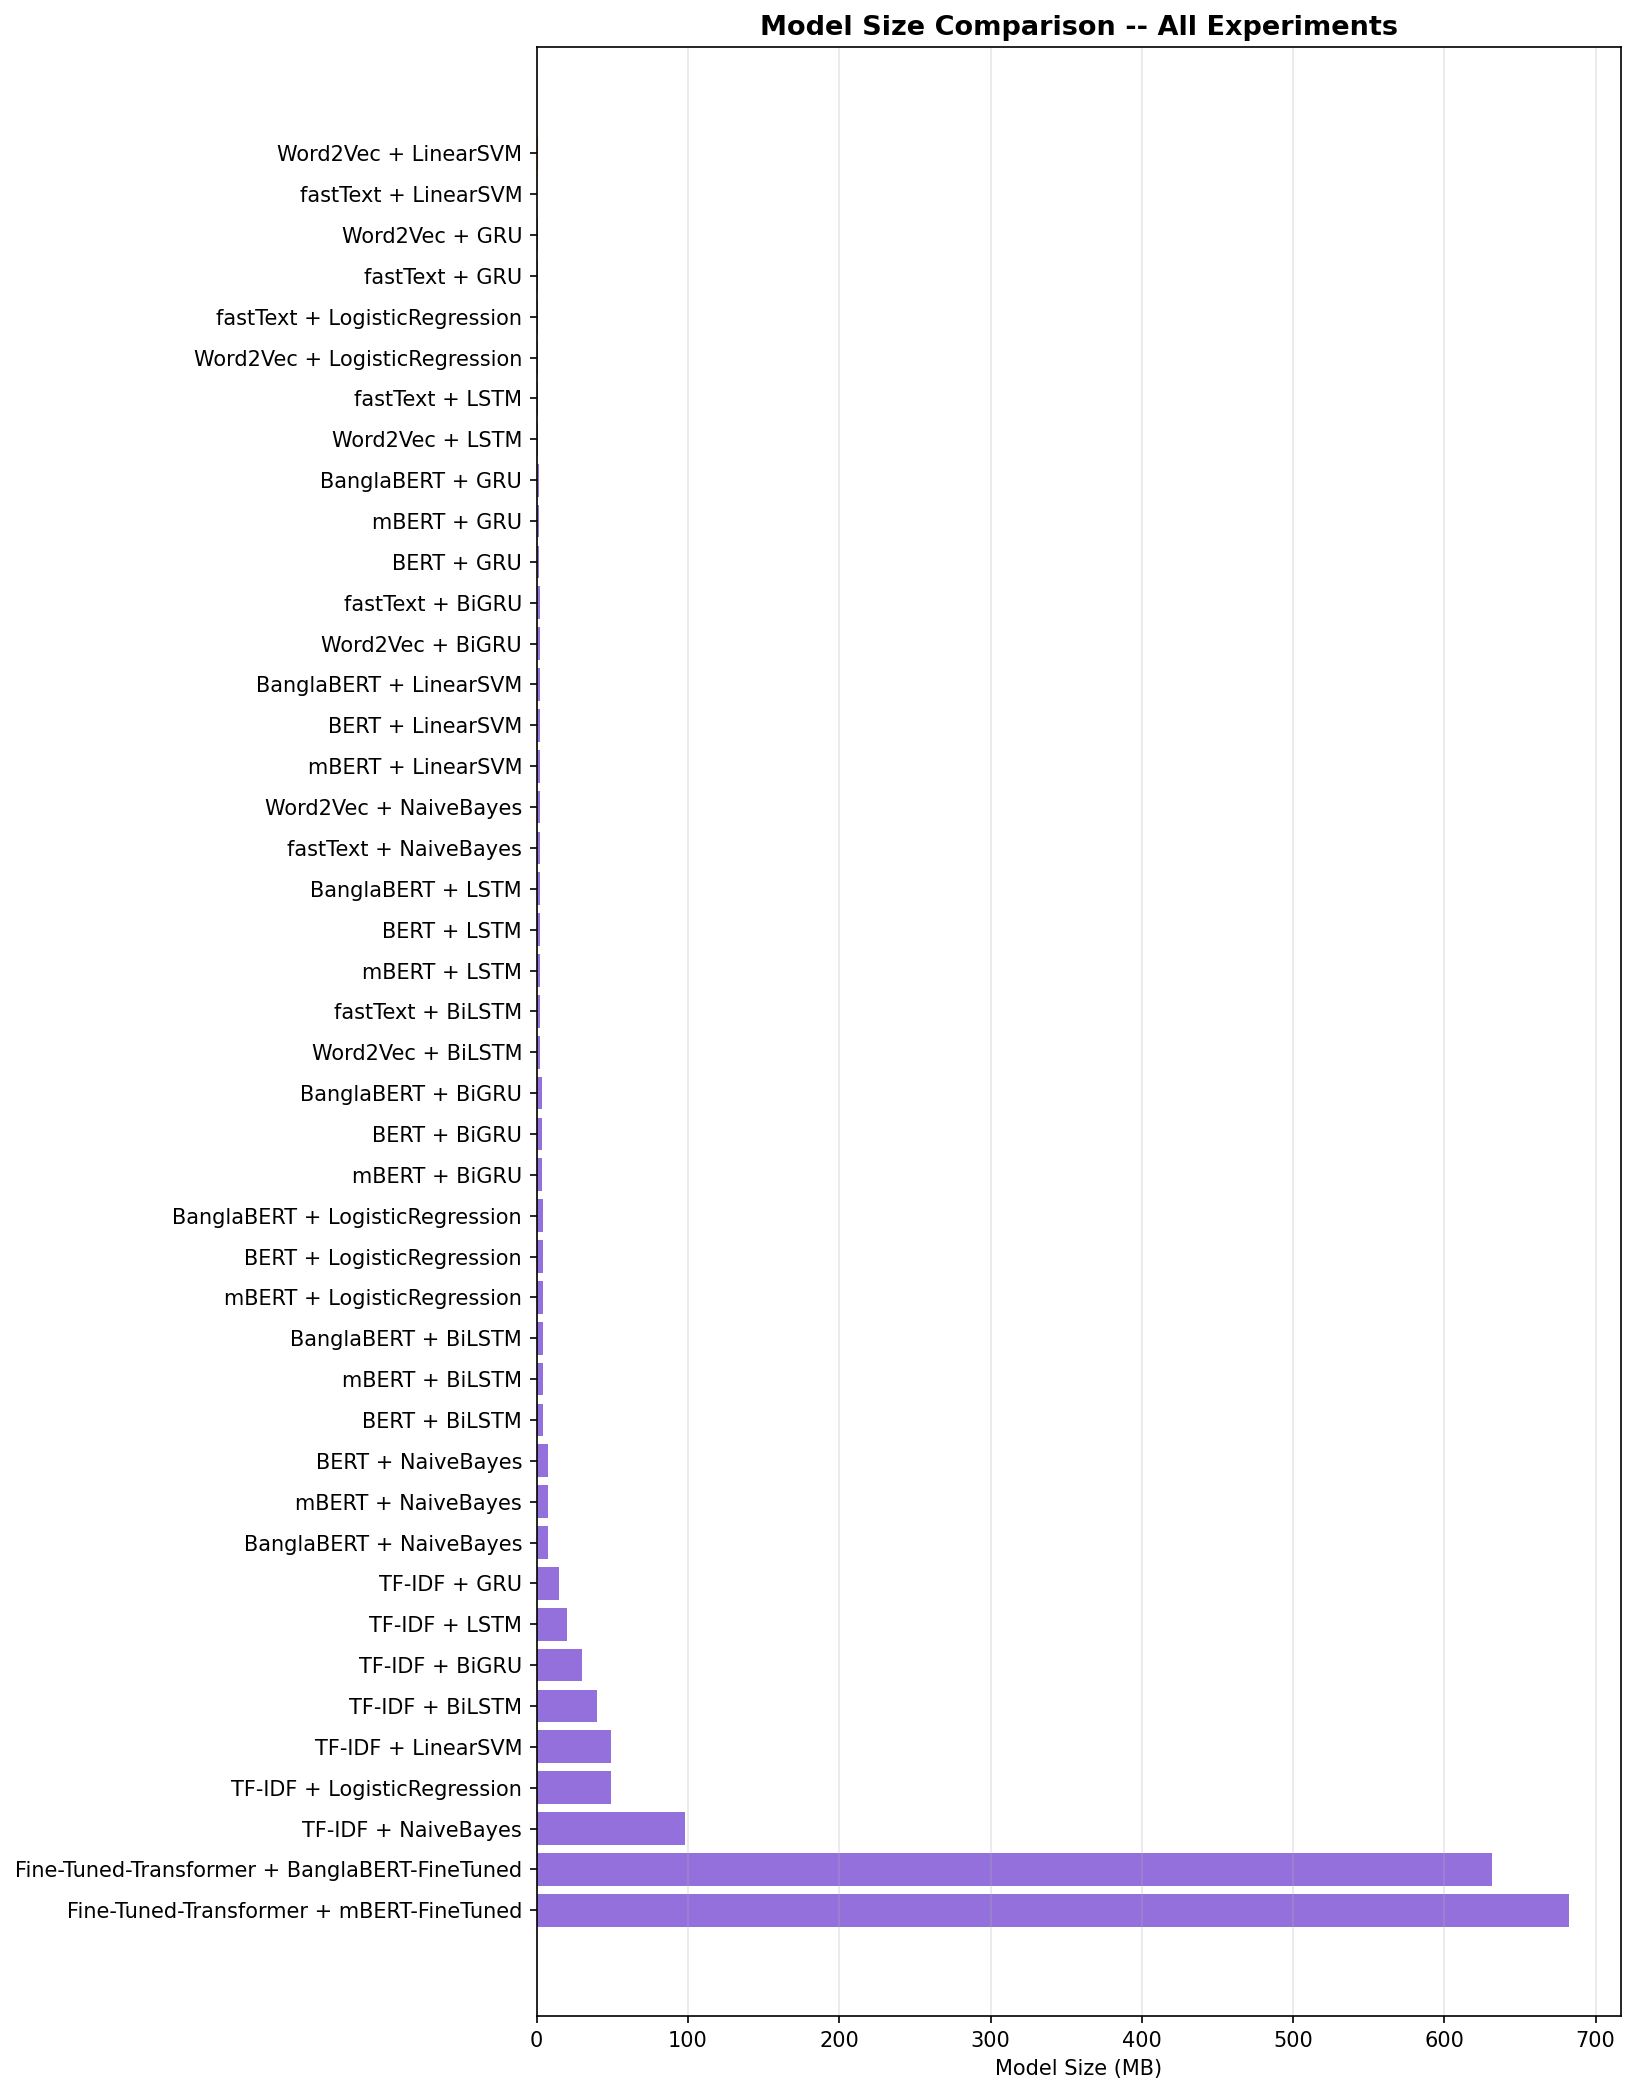 Model Size Comparison -- All Experiments
Word2Vec + LinearSVM
fastText + LinearSVM
Word2Vec + GRU
fastText + GRU
fastText + LogisticRegression
Word2Vec + LogisticRegression
fastText + LSTM
Word2Vec + LSTM
BanglaBERT + GRU
mBERT + GRU
BERT + GRU
fastText + BiGRU
Word2Vec + BiGRU
BanglaBERT + LinearSVM
BERT + LinearSVM
mBERT + LinearSVM
Word2Vec + NaiveBayes
fastText + NaiveBayes
BanglaBERT + LSTM
BERT + LSTM
mBERT + LSTM
fastText + BiLSTM
Word2Vec + BiLSTM
BanglaBERT + BiGRU
BERT + BiGRU
mBERT + BiGRU
BanglaBERT + LogisticRegression
BERT + LogisticRegression
mBERT + LogisticRegression
BanglaBERT + BiLSTM
mBERT + BiLSTM
BERT + BiLSTM
BERT + NaiveBayes
mBERT + NaiveBayes
BanglaBERT + NaiveBayes
TF-IDF + GRU
TF-IDF + LSTM
TF-IDF + BiGRU
TF-IDF + BiLSTM
TF-IDF + LinearSVM
TF-IDF + LogisticRegression
TF-IDF + NaiveBayes
Fine-Tuned-Transformer + BanglaBERT-FineTuned
Fine-Tuned-Transformer + mBERT-FineTuned
0 100 200 300 400 500 600 700
Model Size (MB)